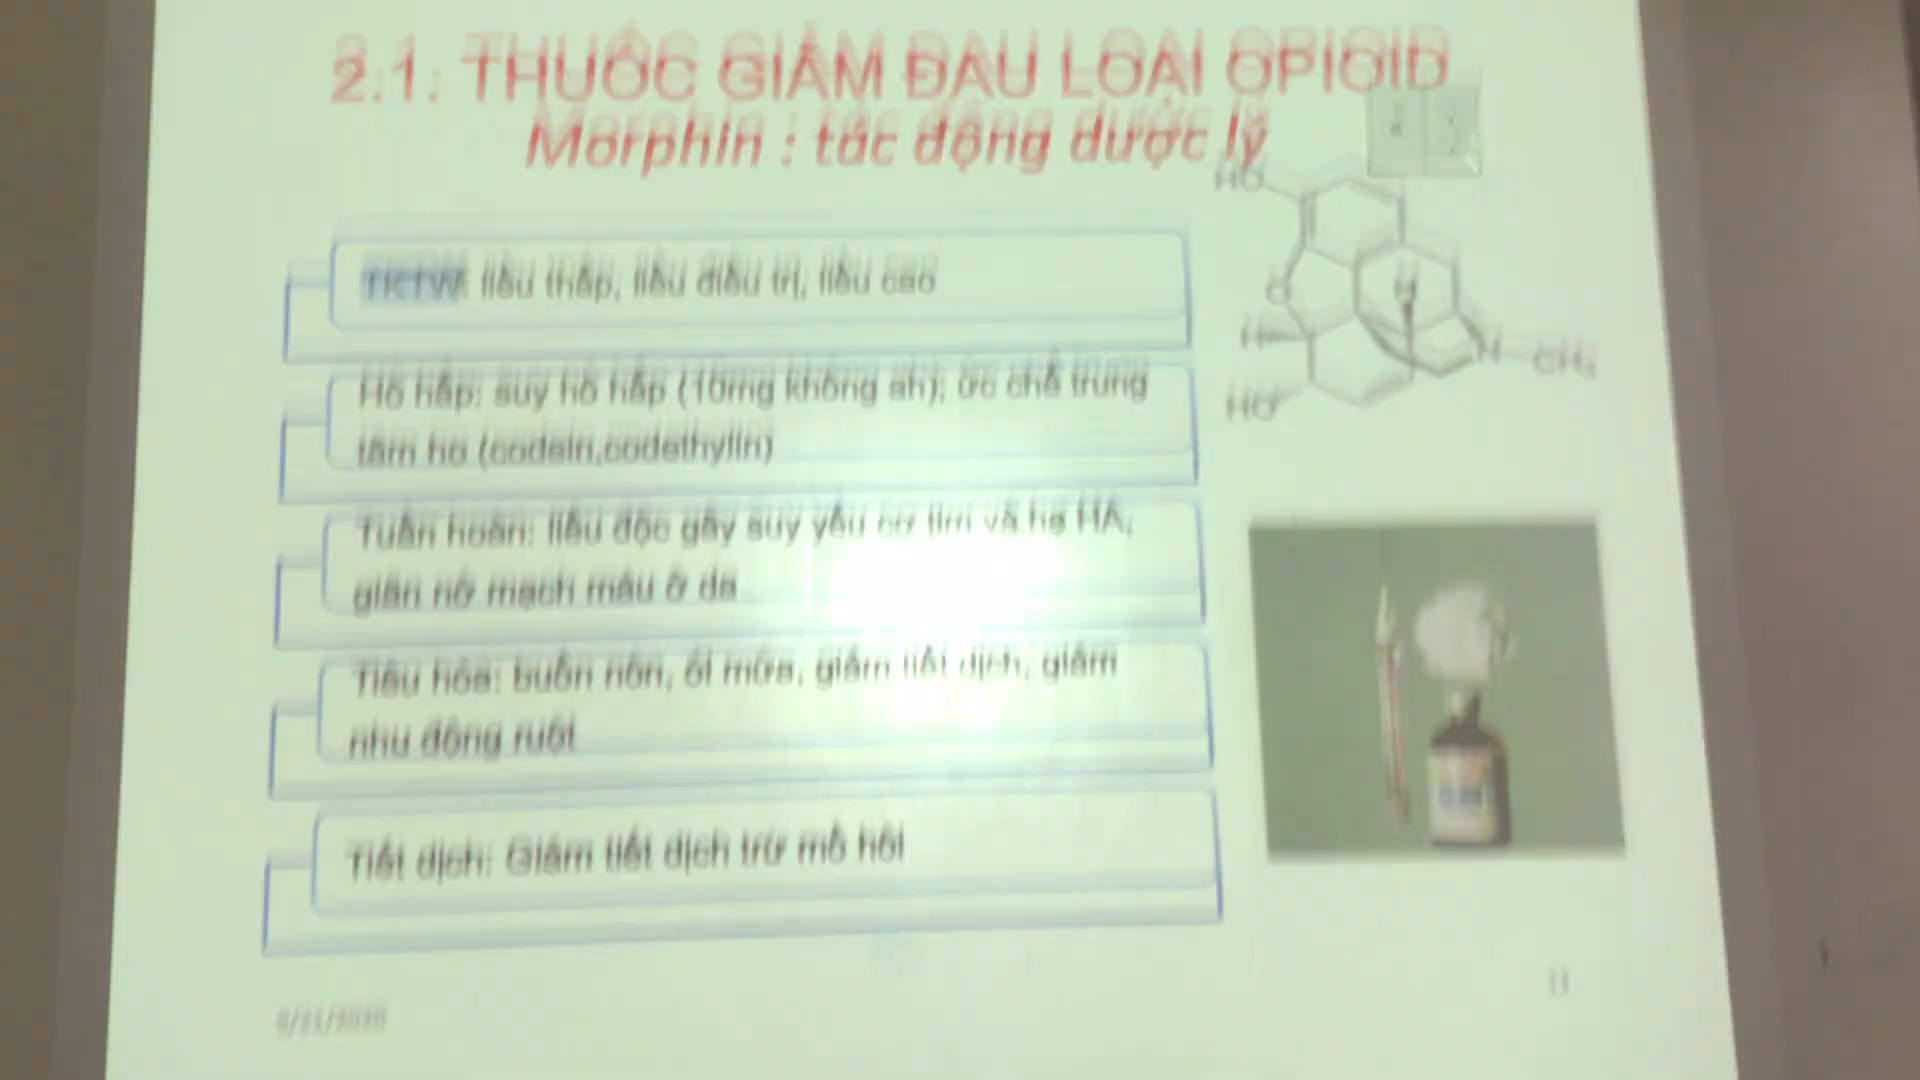 2.1. THUỐC GIẢM ĐAU LOẠI OPIOID
Morphin : tác động dược lý
TKTW: liều thấp, liều điều trị, liều cao
Hô hấp: suy hô hấp (10mg không ah); ức chế trung
tâm ho (codein,codethylin)
Tuần hoàn: liều độc gây suy yếu cơ tim và hạ HA,
giãn nở mạch máu ở da
Tiêu hóa: buồn nôn, ói mửa, giảm tiết dịch, giảm
nhu động ruột
Tiết dịch: Giảm tiết dịch trừ mồ hôi
HO
O
H
H
N
CH₃
HO
11